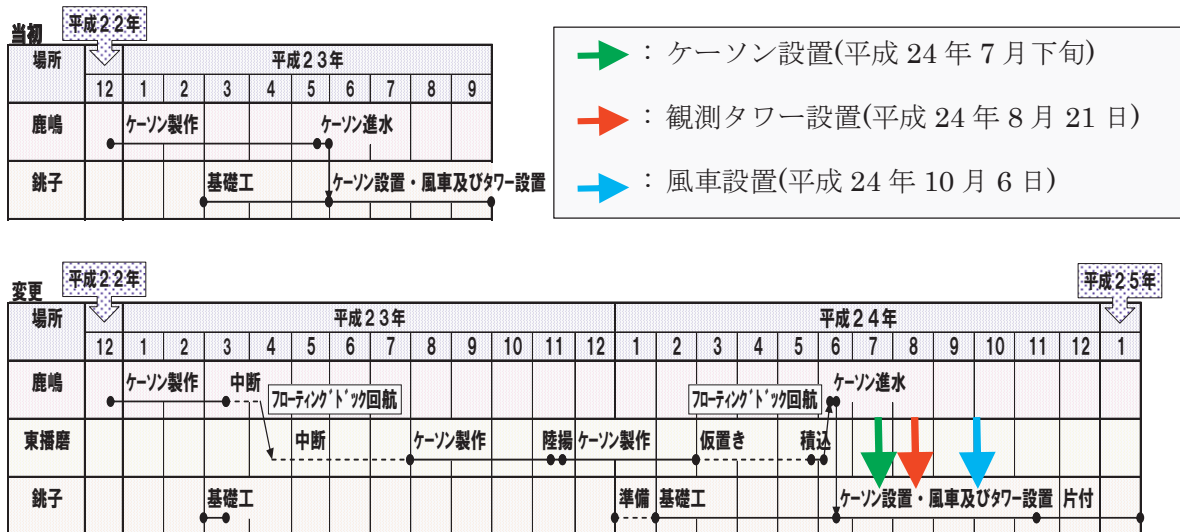 当初
平成22年
場所 平成23年
12 1 2 3 4 5 6 7 8 9
鹿嶋 ケーソン製作 ケーソン進水
銚子 基礎工 ケーソン設置・風車及びタワー設置
：ケーソン設置(平成 24 年 7 月下旬)
：観測タワー設置(平成 24 年 8 月 21 日)
：風車設置(平成 24 年 10 月 6 日)
変更
平成22年 平成25年
場所 平成23年 平成24年
12 1 2 3 4 5 6 7 8 9 10 11 12 1 2 3 4 5 6 7 8 9 10 11 12 1
鹿嶋 ケーソン製作 中断 フローティングドック回航 フローティングドック回航 ケーソン進水
東播磨 中断 ケーソン製作 陸揚 ケーソン製作 仮置き 積込
銚子 基礎工 準備 基礎工 ケーソン設置・風車及びタワー設置 片付